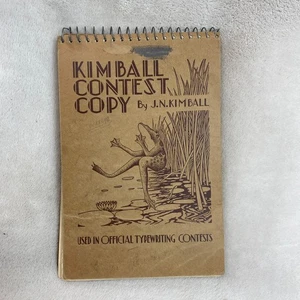 KIMBALL
CONTEST
COPY By J.N. KIMBALL
USED IN OFFICIAL TYPEWRITING CONTESTS